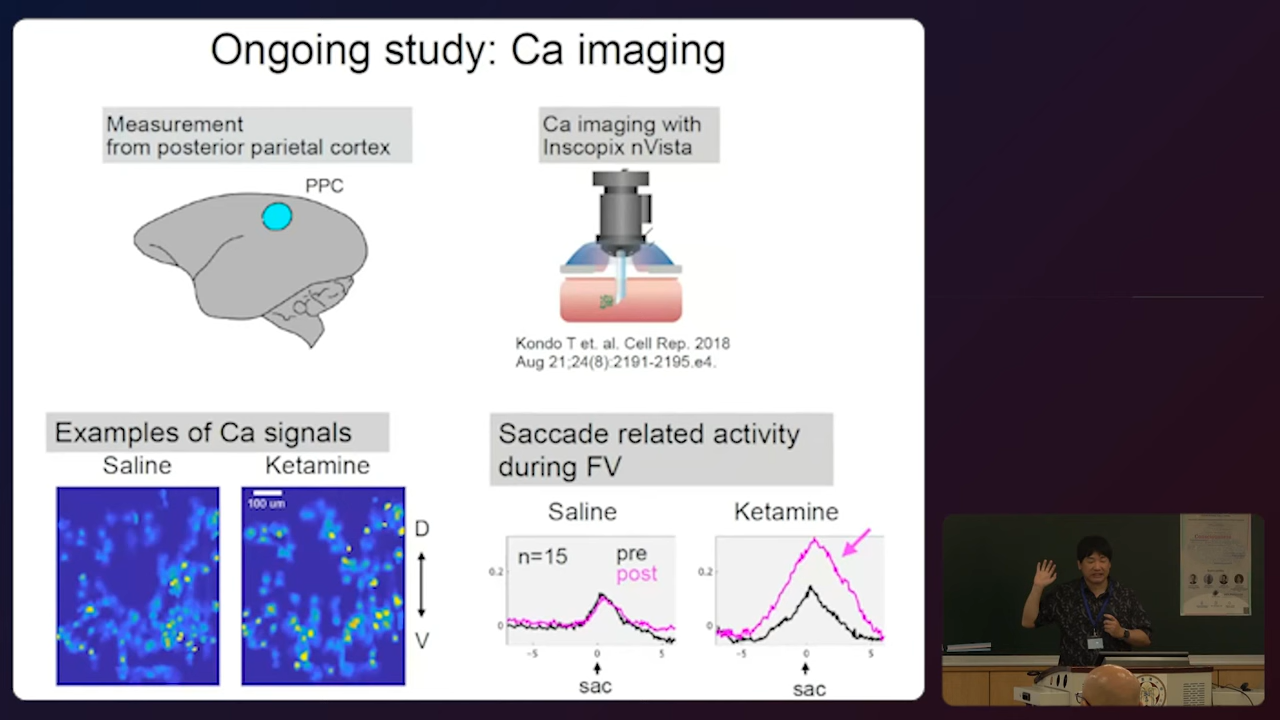 Ongoing study: Ca imaging
Measurement
from posterior parietal cortex
PPC
Ca imaging with
Inscopix nVista
Kondo T et. al. Cell Rep. 2018
Aug 21;24(8):2191-2195.e4.
Examples of Ca signals
Saline
Ketamine
100 um
D
V
Saccade related activity
during FV
Saline
Ketamine
n=15
pre
post
0.2
0
-5
0
5
sac
0.2
0
-5
0
5
sac